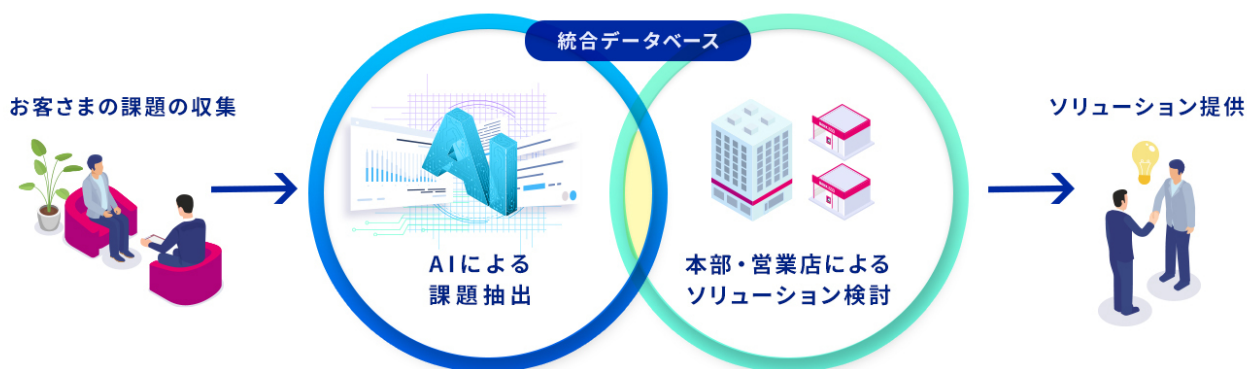 統合データベース
お客さまの課題の収集
AIによる
課題抽出
本部・営業店による
ソリューション検討
ソリューション提供